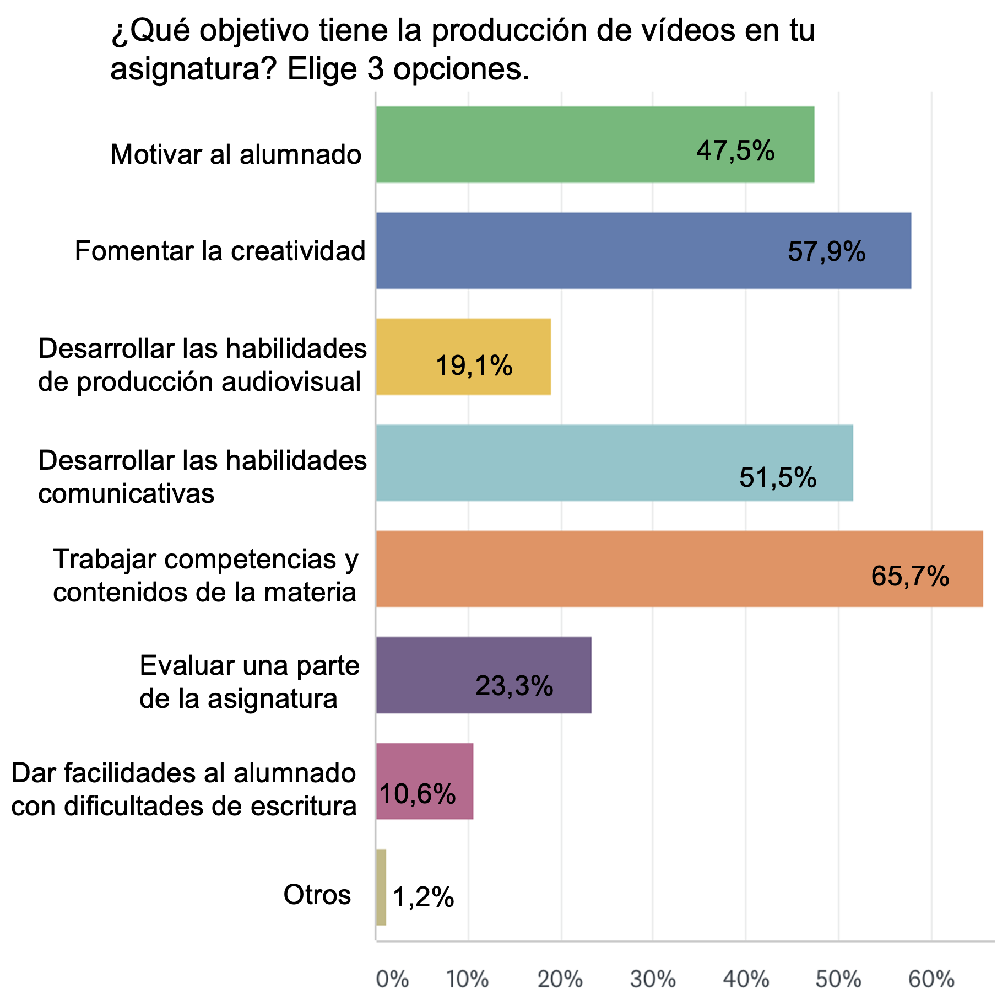 ¿Qué objetivo tiene la producción de vídeos en tu
asignatura? Elige 3 opciones.
Motivar al alumnado
47,5%
Fomentar la creatividad
57,9%
Desarrollar las habilidades
de producción audiovisual
19,1%
Desarrollar las habilidades
comunicativas
51,5%
Trabajar competencias y
contenidos de la materia
65,7%
Evaluar una parte
de la asignatura
23,3%
Dar facilidades al alumnado
con dificultades de escritura
10,6%
Otros
1,2%
0% 10% 20% 30% 40% 50% 60%